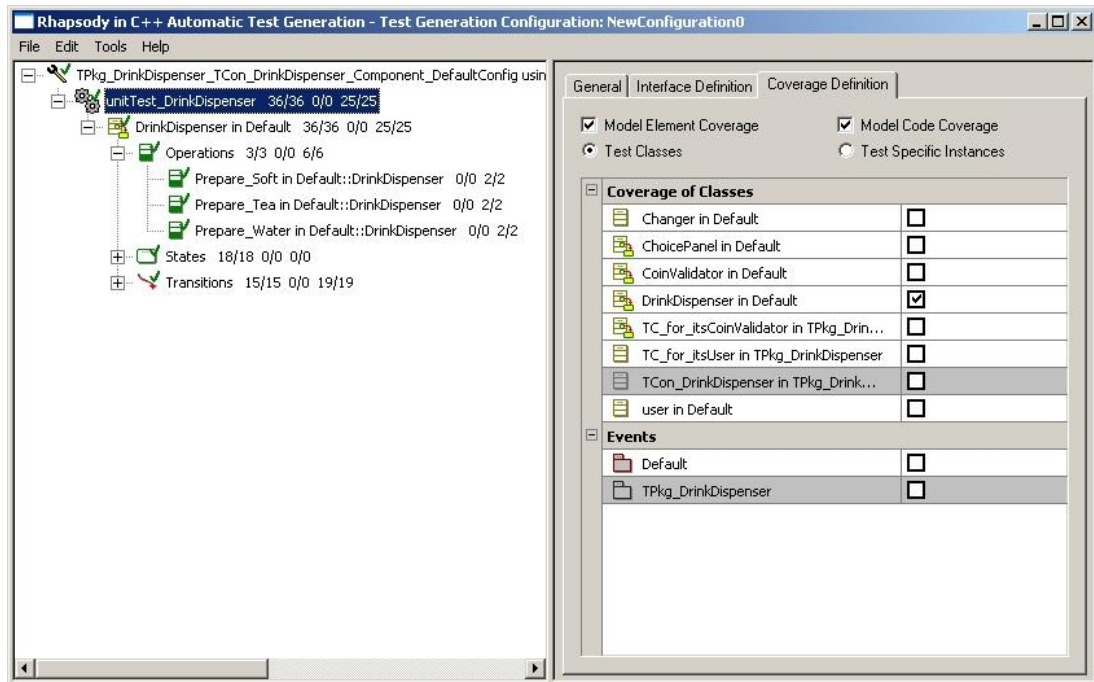 Rhapsody in C++ Automatic Test Generation - Test Generation Configuration: NewConfiguration0
File Edit Tools Help
TPkg_DrinkDispenser_TCon_DrinkDispenser_Component_DefaultConfig usin
unitTest_DrinkDispenser 36/36 0/0 25/25
DrinkDispenser in Default 36/36 0/0 25/25
Operations 3/3 0/0 6/6
Prepare_Soft in Default::DrinkDispenser 0/0 2/2
Prepare_Tea in Default::DrinkDispenser 0/0 2/2
Prepare_Water in Default::DrinkDispenser 0/0 2/2
States 18/18 0/0 0/0
Transitions 15/15 0/0 19/19
General Interface Definition Coverage Definition
Model Element Coverage Model Code Coverage
Test Classes Test Specific Instances
Coverage of Classes
Changer in Default
ChoicePanel in Default
CoinValidator in Default
DrinkDispenser in Default
TC_for_itsCoinValidator in TPkg_Drin...
TC_for_itsUser in TPkg_DrinkDispenser
TCon_DrinkDispenser in TPkg_Drink...
user in Default
Events
Default
TPkg_DrinkDispenser